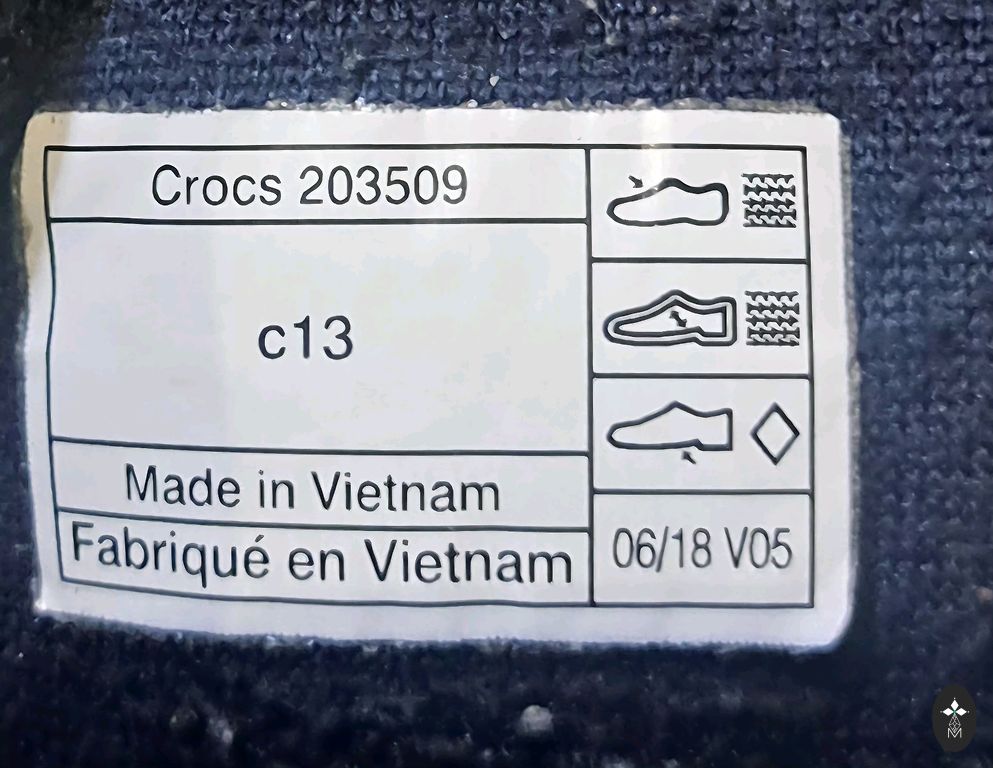 Crocs 203509
c13
Made in Vietnam
Fabriqué en Vietnam
06/18 V05
M